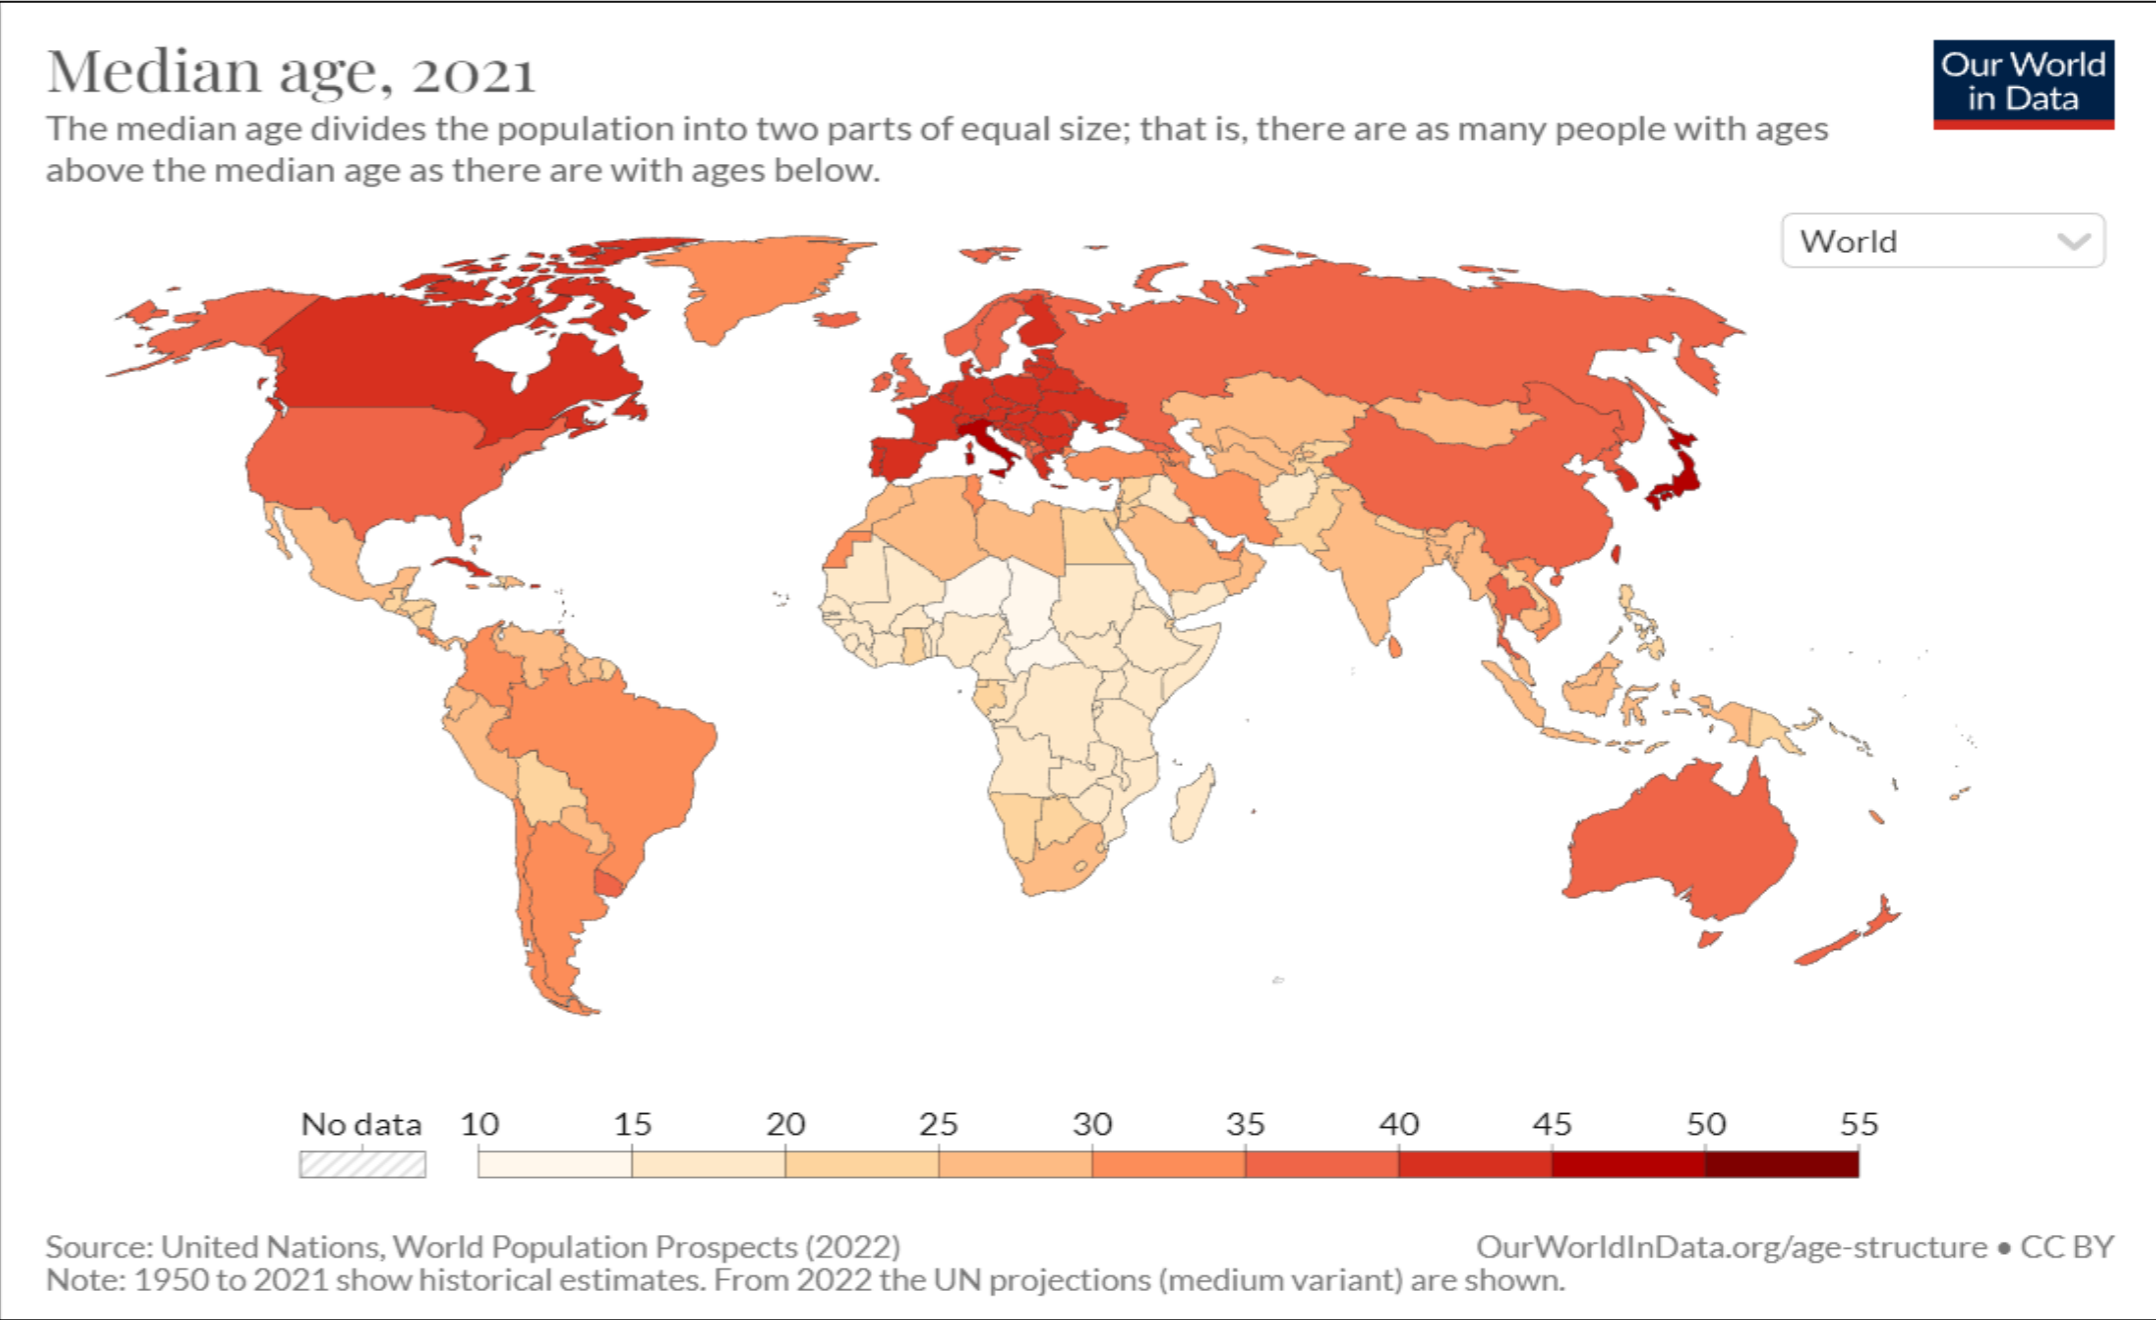 Median age, 2021
Our World
in Data
The median age divides the population into two parts of equal size; that is, there are as many people with ages
above the median age as there are with ages below.
World
No data 10 15 20 25 30 35 40 45 50 55
Source: United Nations, World Population Prospects (2022)
OurWorldInData.org/age-structure • CC BY
Note: 1950 to 2021 show historical estimates. From 2022 the UN projections (medium variant) are shown.